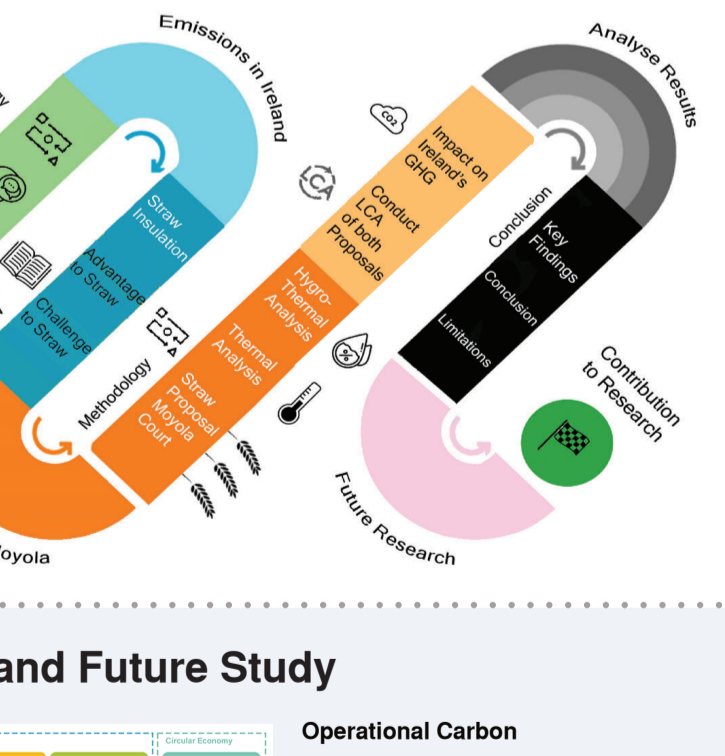 Emissions in Ireland
Straw
Insulation
Advantage
to Straw
Challenge
to Straw
Methodology
Straw
Proposal
Moyola
Court
Thermal
Analysis
Hygro-
Thermal
Analysis
Conduct
LCA
of both
Proposals
Impact on
Ireland's
GHG
CO2
LCA
Analyse Results
Conclusion
Key
Findings
Conclusion
Limitations
Future Research
Contribution
to Research
oyola
and Future Study
Circular Economy
Operational Carbon